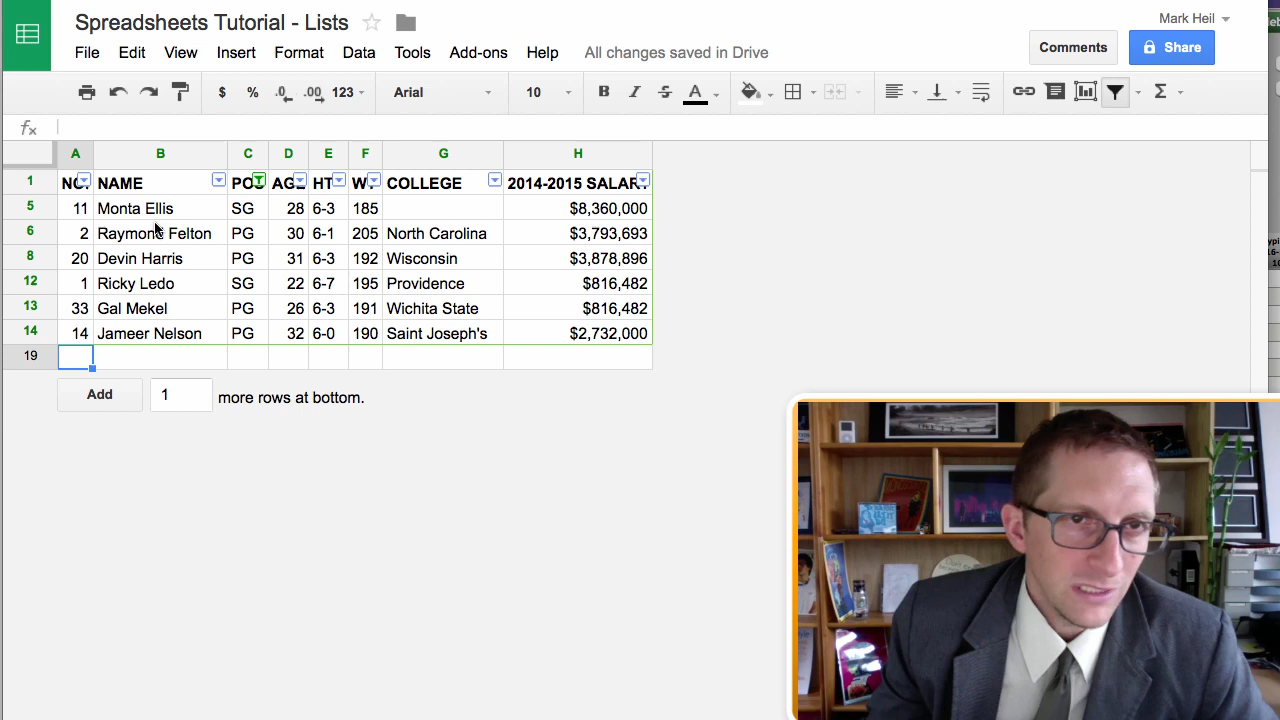 Spreadsheets Tutorial - Lists
Mark Heil
File Edit View Insert Format Data Tools Add-ons Help All changes saved in Drive
Comments Share
$ % .0 .00 123 Arial 10 B I S A Σ
fx
A B C D E F G H
1 NO. NAME POS AGE HT WT COLLEGE 2014-2015 SALARY
5 11 Monta Ellis SG 28 6-3 185 $8,360,000
6 2 Raymond Felton PG 30 6-1 205 North Carolina $3,793,693
8 20 Devin Harris PG 31 6-3 192 Wisconsin $3,878,896
12 1 Ricky Ledo SG 22 6-7 195 Providence $816,482
13 33 Gal Mekel PG 26 6-3 191 Wichita State $816,482
14 14 Jameer Nelson PG 32 6-0 190 Saint Joseph's $2,732,000
19
Add 1 more rows at bottom.